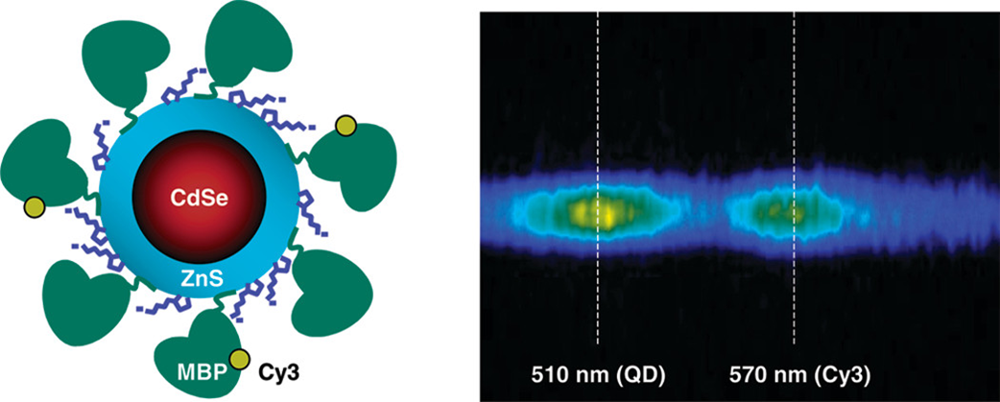 CdSe
ZnS
MBP
Cy3
510 nm (QD)
570 nm (Cy3)